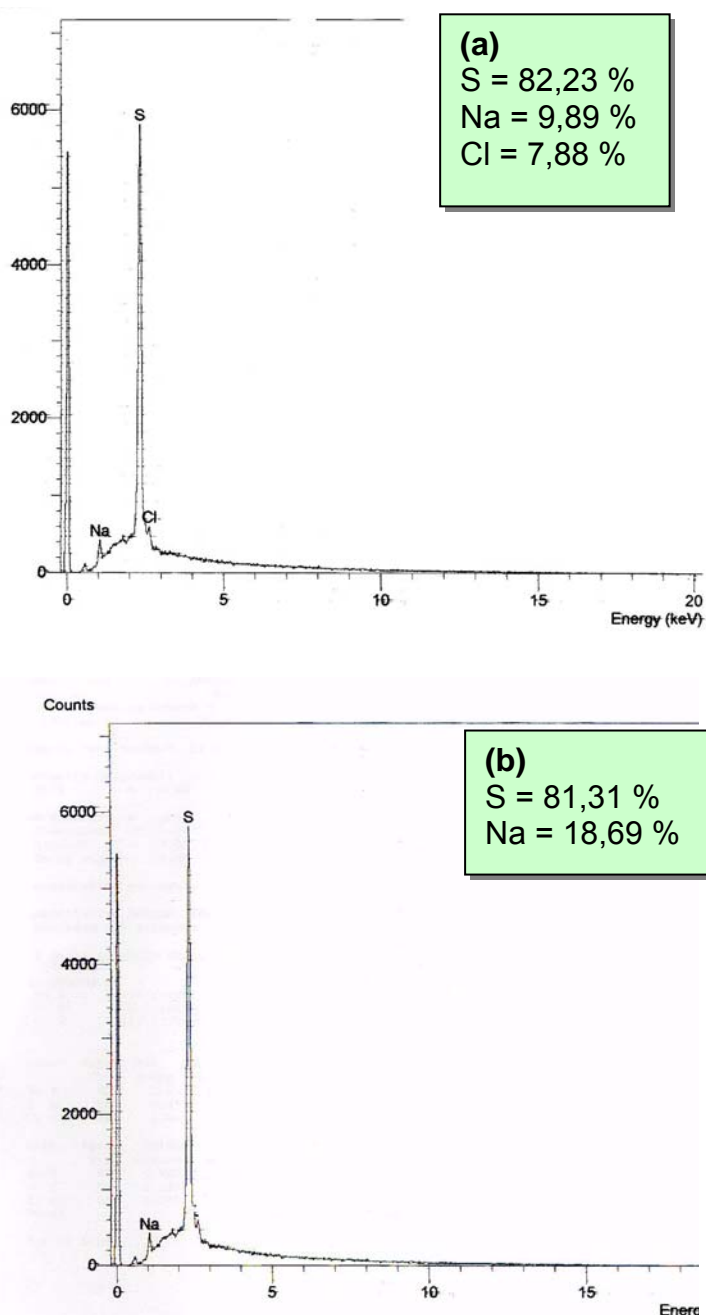 (a)
S = 82,23 %
Na = 9,89 %
Cl = 7,88 %
6000
S
4000
2000
Na
Cl
0
0 5 10 15 20
Energy (keV)
Counts
(b)
S = 81,31 %
Na = 18,69 %
6000
S
4000
2000
Na
0
0 5 10 15
Energ